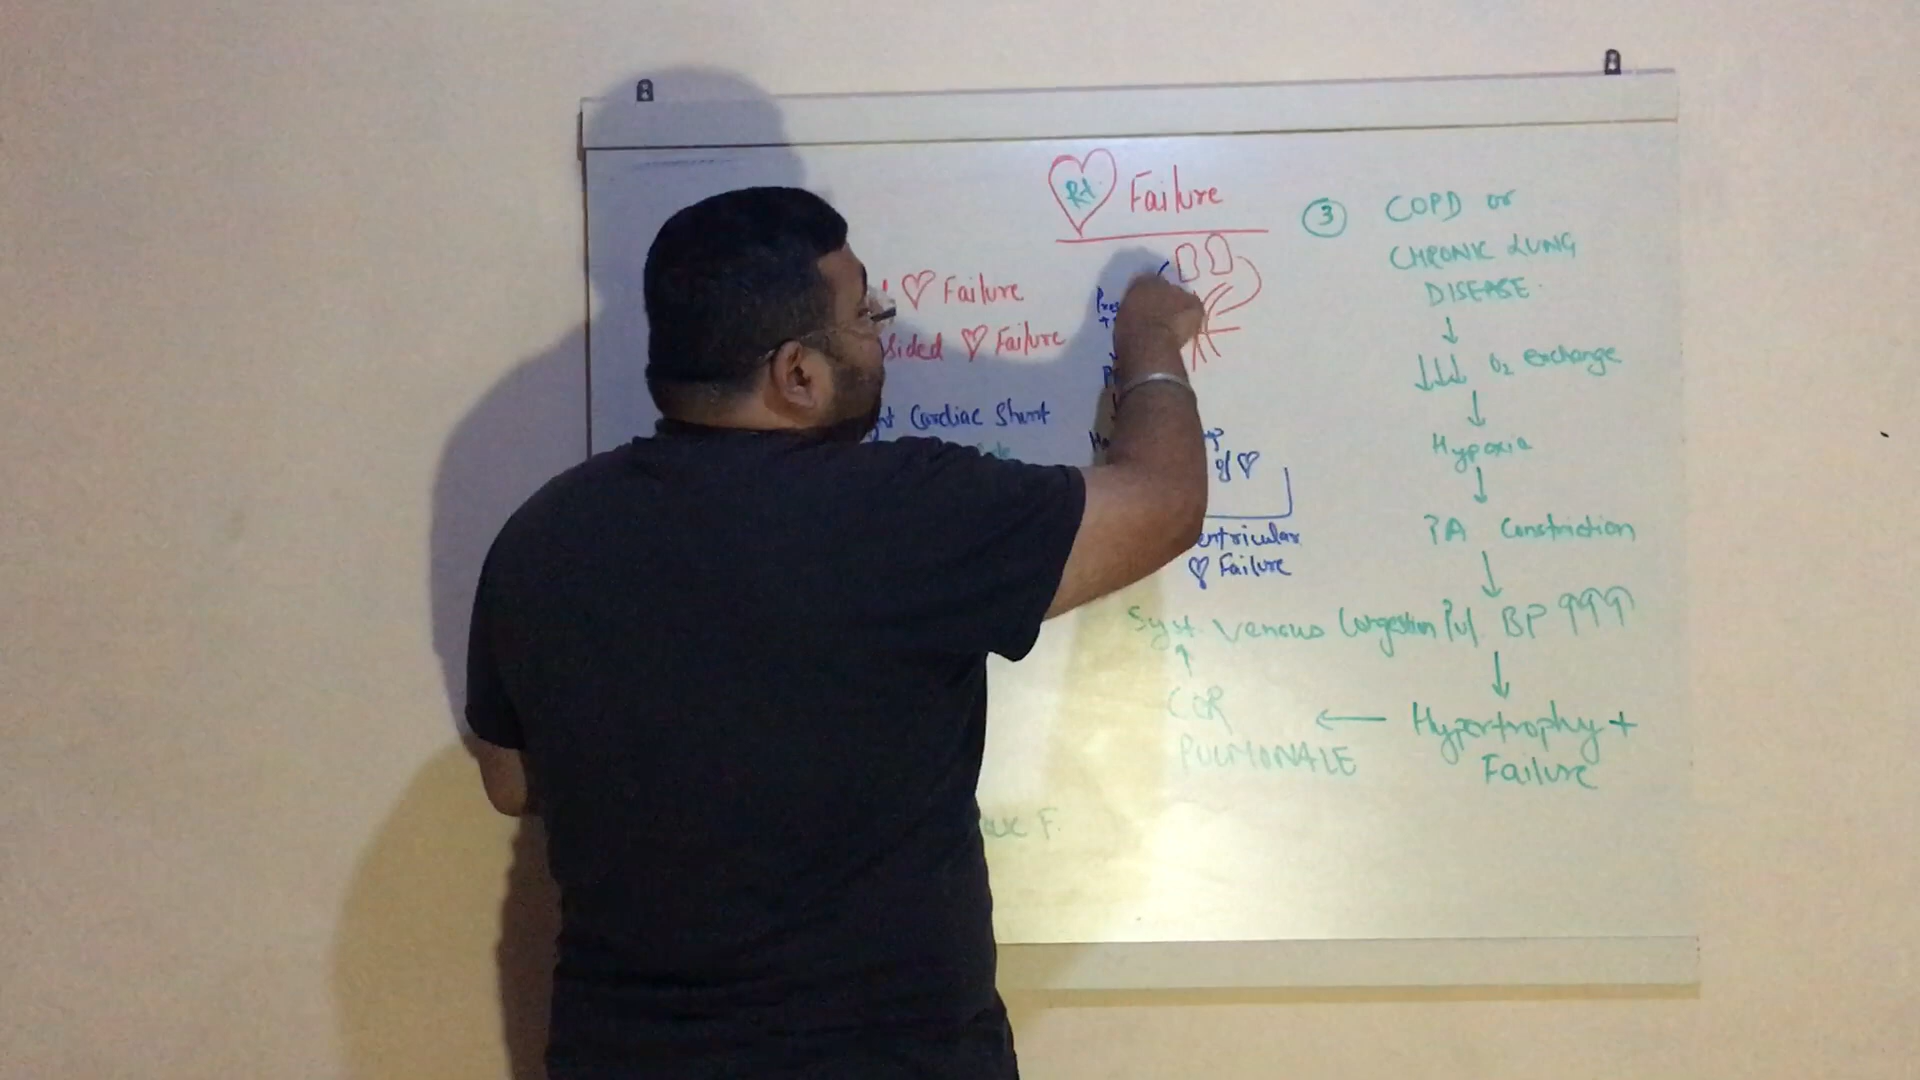 Rt Failure
♡ Failure
sided ♡ Failure
Cardiac Shunt
of ♡
entricular
♡ Failure
③ COPD or
CHRONIC LUNG
DISEASE
↓
↓↓↓ O₂ exchange
↓
Hypoxia
↓
PA Constriction
↓
Pul BP ↑↑↑
↓
Hypertrophy +
Failure
←
COR
PULMONALE
↑
Syst. Venous Congestion